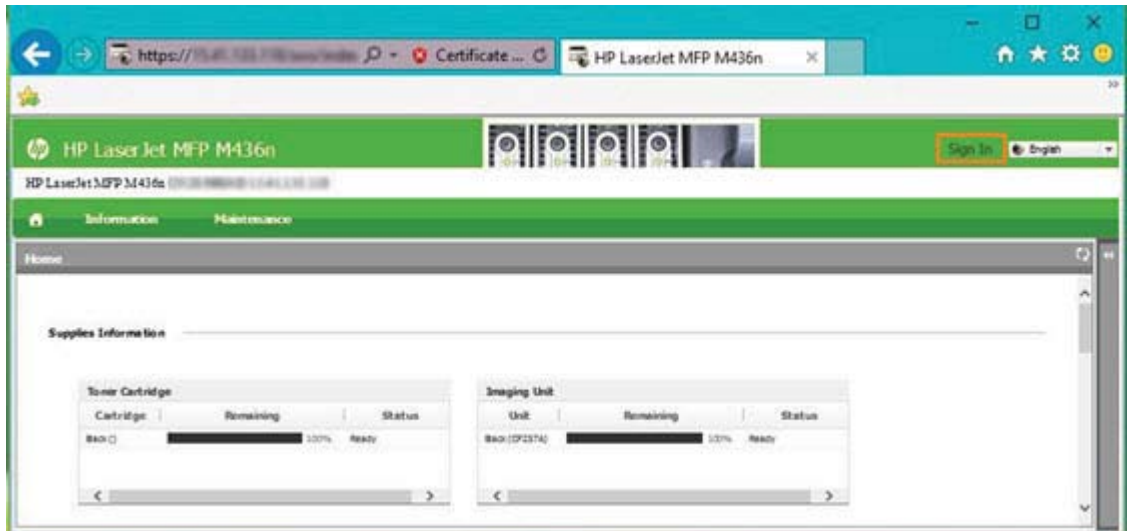 https://
Certificate ...
HP LaserJet MFP M436n
hp HP LaserJet MFP M436n
Sign In
English
HP LaserJet MFP M436n
Information Maintenance
Home
Supplies Information
Toner Cartridge
Cartridge Remaining Status
Black () 100% Ready
Imaging Unit
Unit Remaining Status
Black (CF257A) 100% Ready